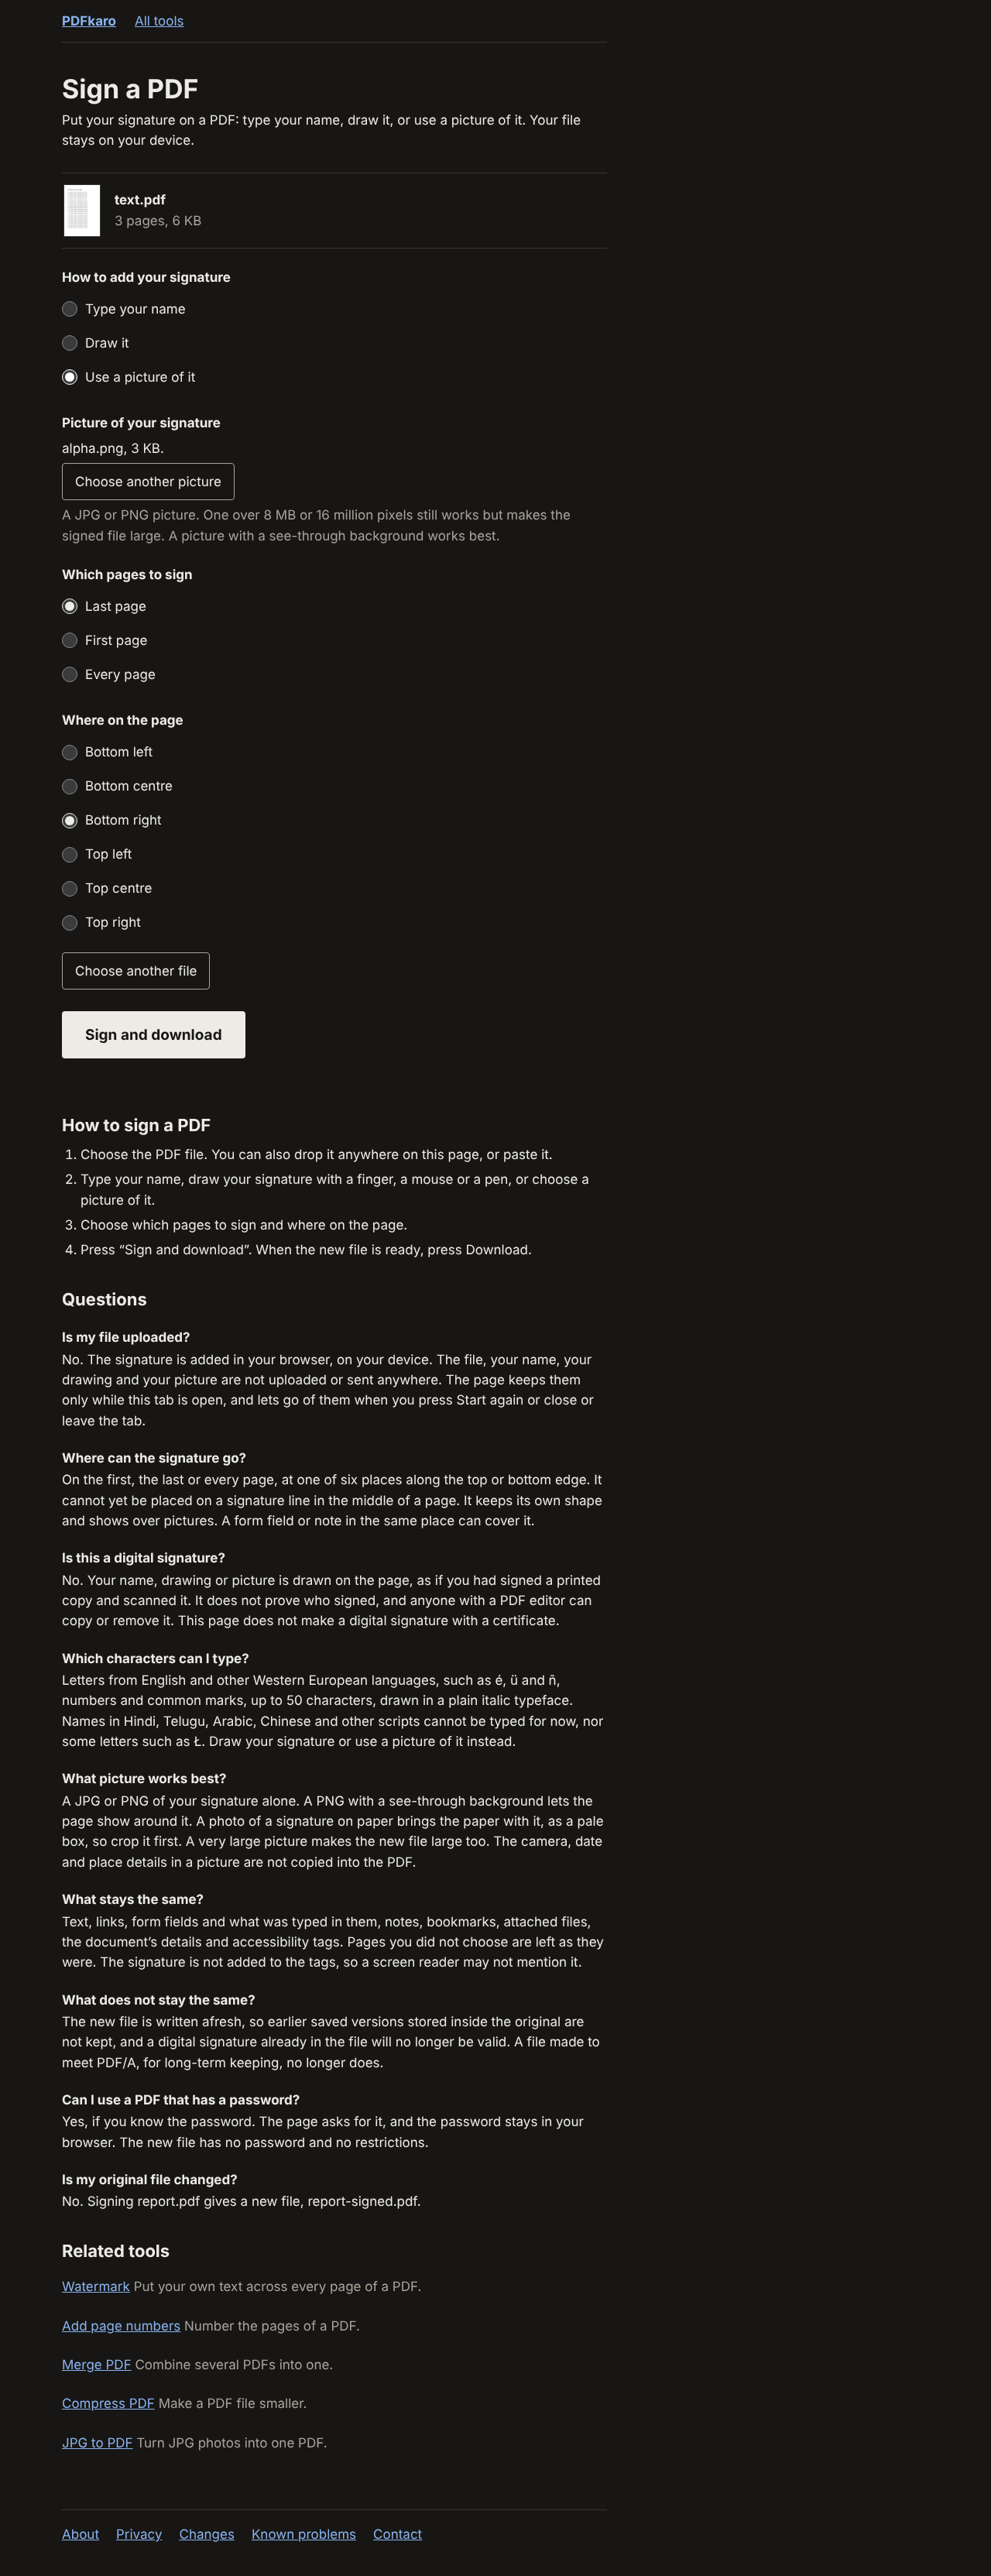 PDFkaro All tools
Sign a PDF
Put your signature on a PDF: type your name, draw it, or use a picture of it. Your file
stays on your device.
text.pdf
3 pages, 6 KB
How to add your signature
Type your name
Draw it
Use a picture of it
Picture of your signature
alpha.png, 3 KB.
Choose another picture
A JPG or PNG picture. One over 8 MB or 16 million pixels still works but makes the
signed file large. A picture with a see-through background works best.
Which pages to sign
Last page
First page
Every page
Where on the page
Bottom left
Bottom centre
Bottom right
Top left
Top centre
Top right
Choose another file
Sign and download
How to sign a PDF
1. Choose the PDF file. You can also drop it anywhere on this page, or paste it.
2. Type your name, draw your signature with a finger, a mouse or a pen, or choose a
picture of it.
3. Choose which pages to sign and where on the page.
4. Press “Sign and download”. When the new file is ready, press Download.
Questions
Is my file uploaded?
No. The signature is added in your browser, on your device. The file, your name, your
drawing and your picture are not uploaded or sent anywhere. The page keeps them
only while this tab is open, and lets go of them when you press Start again or close or
leave the tab.
Where can the signature go?
On the first, the last or every page, at one of six places along the top or bottom edge. It
cannot yet be placed on a signature line in the middle of a page. It keeps its own shape
and shows over pictures. A form field or note in the same place can cover it.
Is this a digital signature?
No. Your name, drawing or picture is drawn on the page, as if you had signed a printed
copy and scanned it. It does not prove who signed, and anyone with a PDF editor can
copy or remove it. This page does not make a digital signature with a certificate.
Which characters can I type?
Letters from English and other Western European languages, such as é, ü and ñ,
numbers and common marks, up to 50 characters, drawn in a plain italic typeface.
Names in Hindi, Telugu, Arabic, Chinese and other scripts cannot be typed for now, nor
some letters such as Ł. Draw your signature or use a picture of it instead.
What picture works best?
A JPG or PNG of your signature alone. A PNG with a see-through background lets the
page show around it. A photo of a signature on paper brings the paper with it, as a pale
box, so crop it first. A very large picture makes the new file large too. The camera, date
and place details in a picture are not copied into the PDF.
What stays the same?
Text, links, form fields and what was typed in them, notes, bookmarks, attached files,
the document’s details and accessibility tags. Pages you did not choose are left as they
were. The signature is not added to the tags, so a screen reader may not mention it.
What does not stay the same?
The new file is written afresh, so earlier saved versions stored inside the original are
not kept, and a digital signature already in the file will no longer be valid. A file made to
meet PDF/A, for long-term keeping, no longer does.
Can I use a PDF that has a password?
Yes, if you know the password. The page asks for it, and the password stays in your
browser. The new file has no password and no restrictions.
Is my original file changed?
No. Signing report.pdf gives a new file, report-signed.pdf.
Related tools
Watermark Put your own text across every page of a PDF.
Add page numbers Number the pages of a PDF.
Merge PDF Combine several PDFs into one.
Compress PDF Make a PDF file smaller.
JPG to PDF Turn JPG photos into one PDF.
About Privacy Changes Known problems Contact